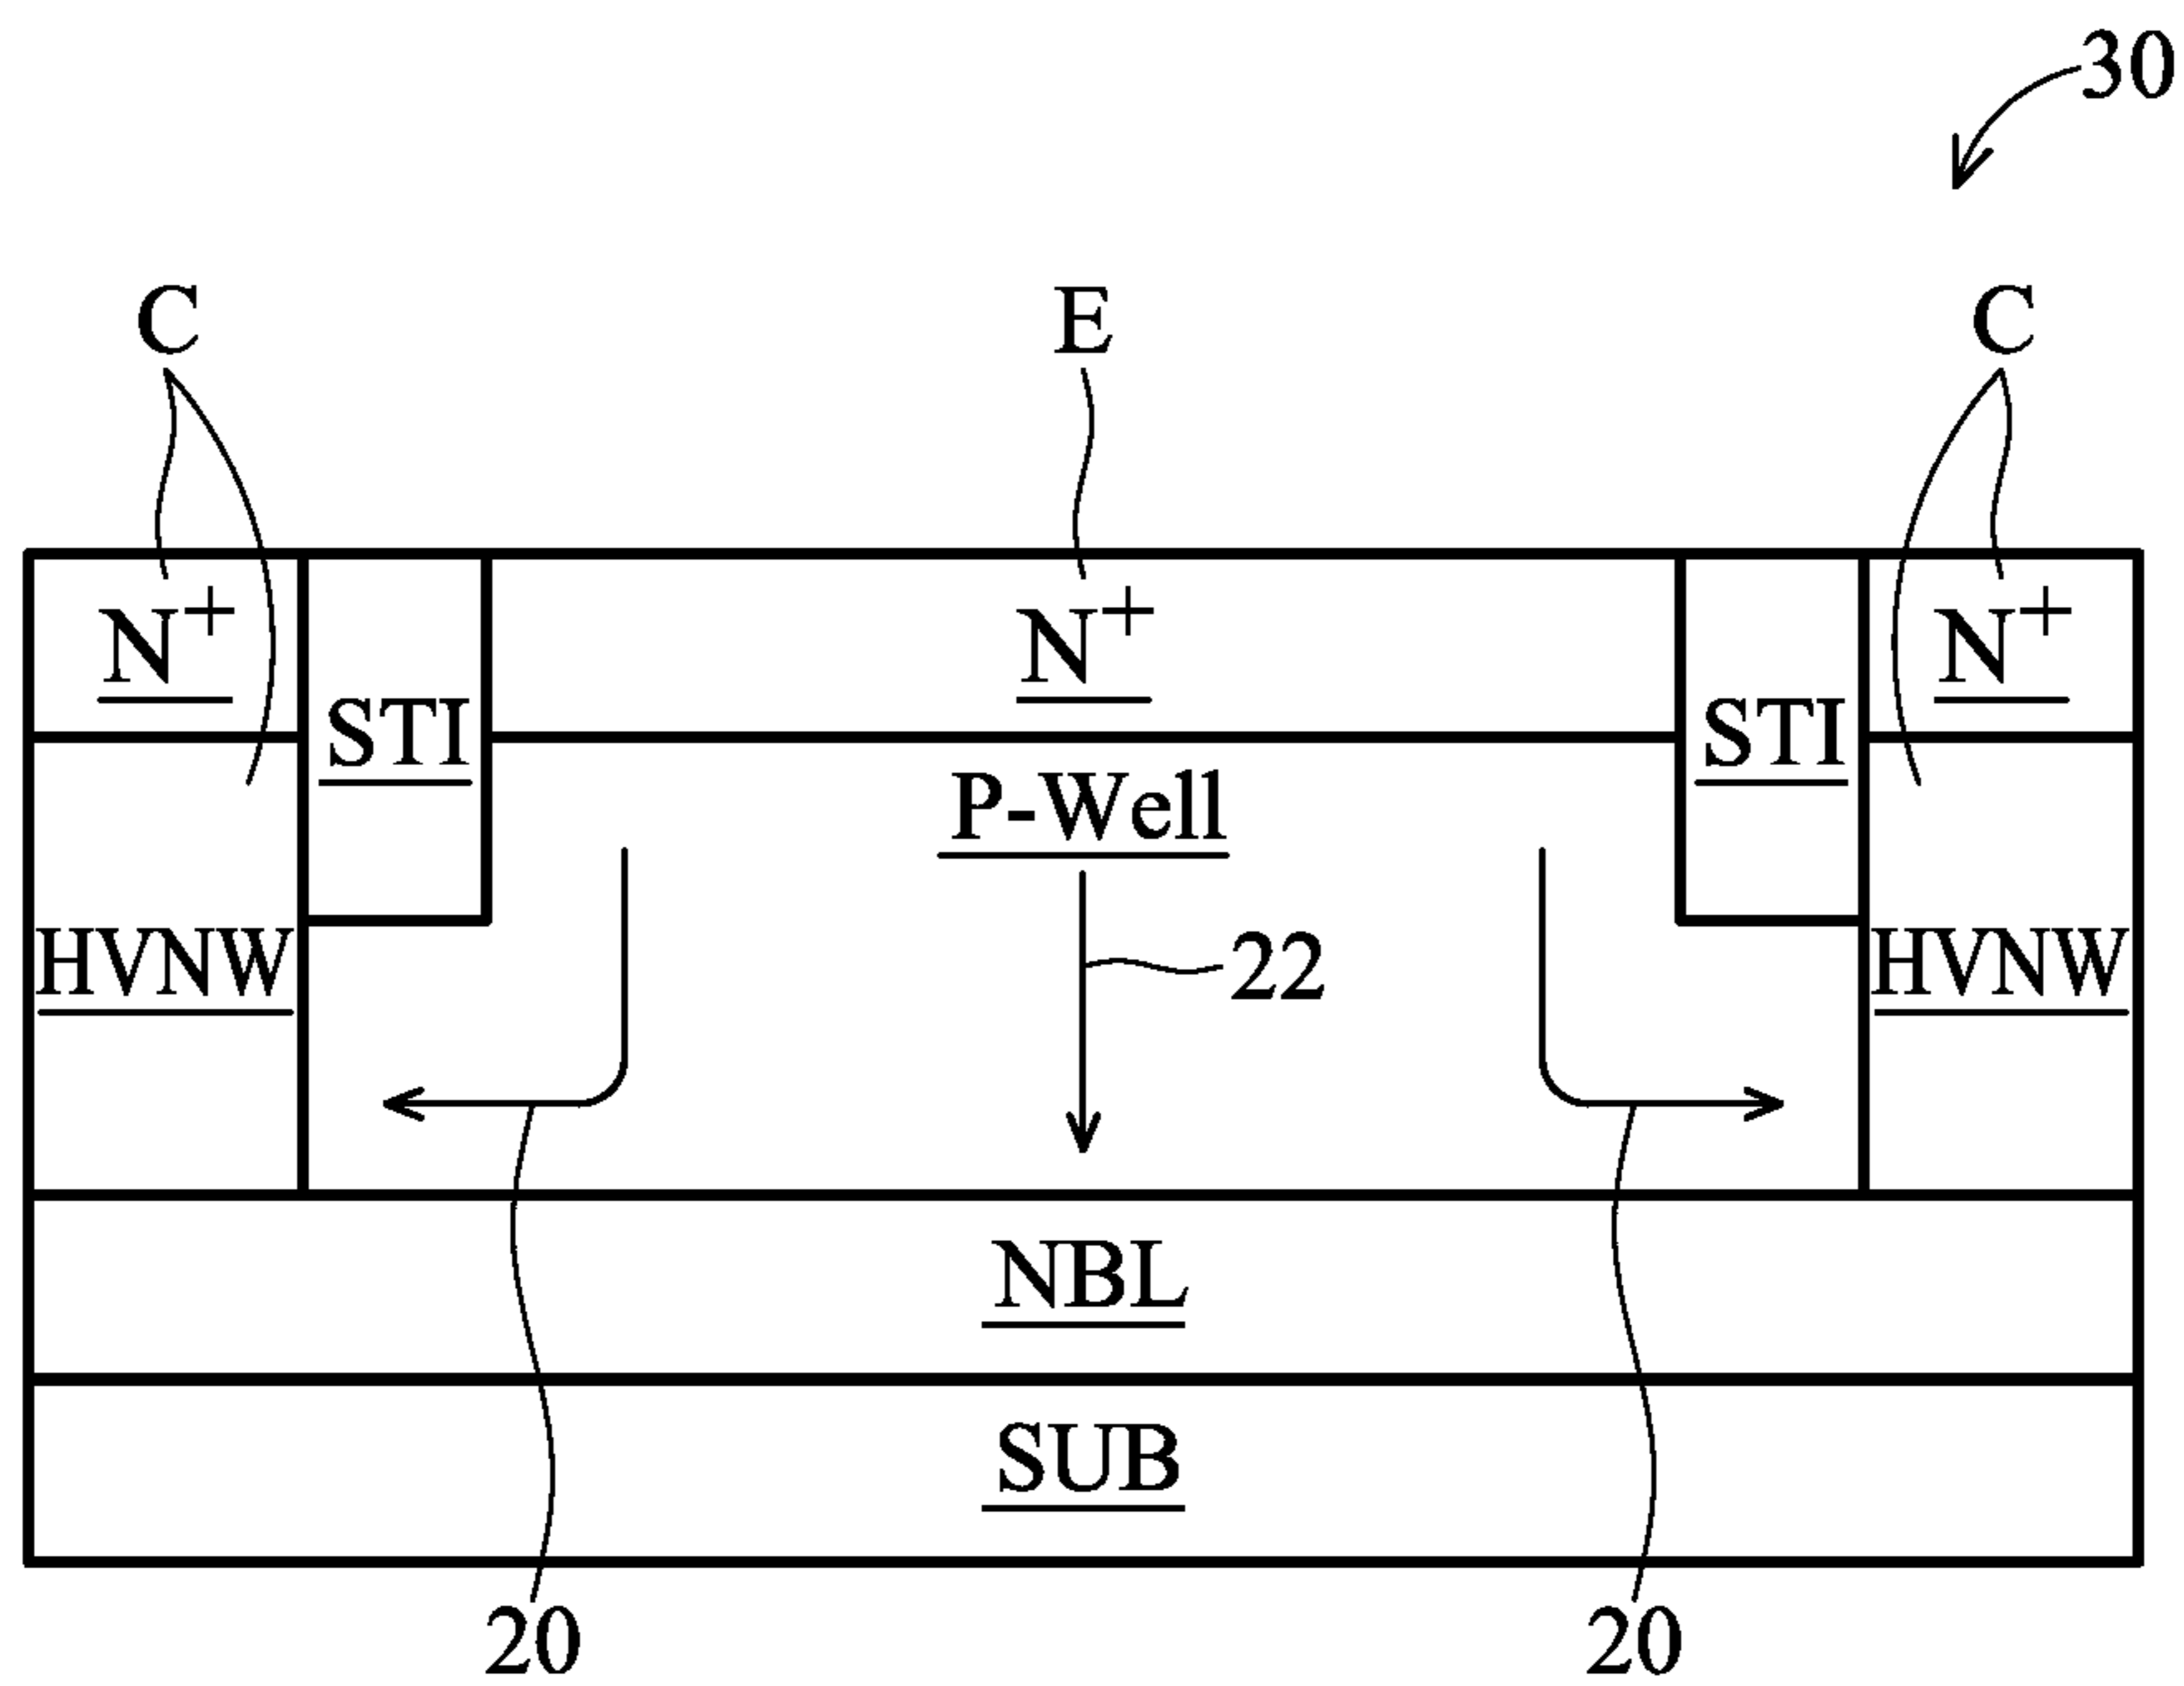 30
C E C
N+ N+ N+
STI STI
P-Well
HVNW 22 HVNW
NBL
SUB
20 20